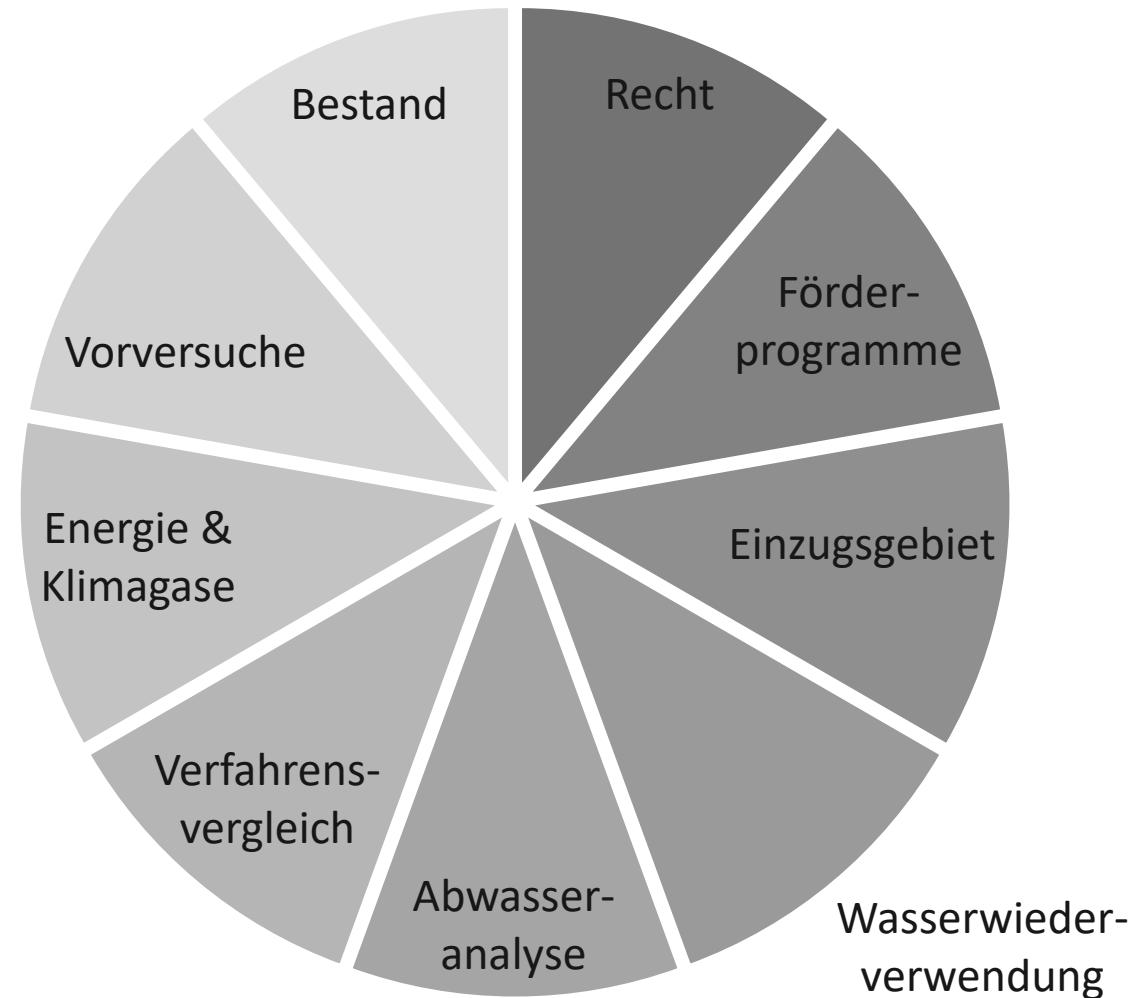 Bestand
Recht
Förder-
programme
Einzugsgebiet
Wasserwieder-
verwendung
Abwasser-
analyse
Verfahrens-
vergleich
Energie &
Klimagase
Vorversuche